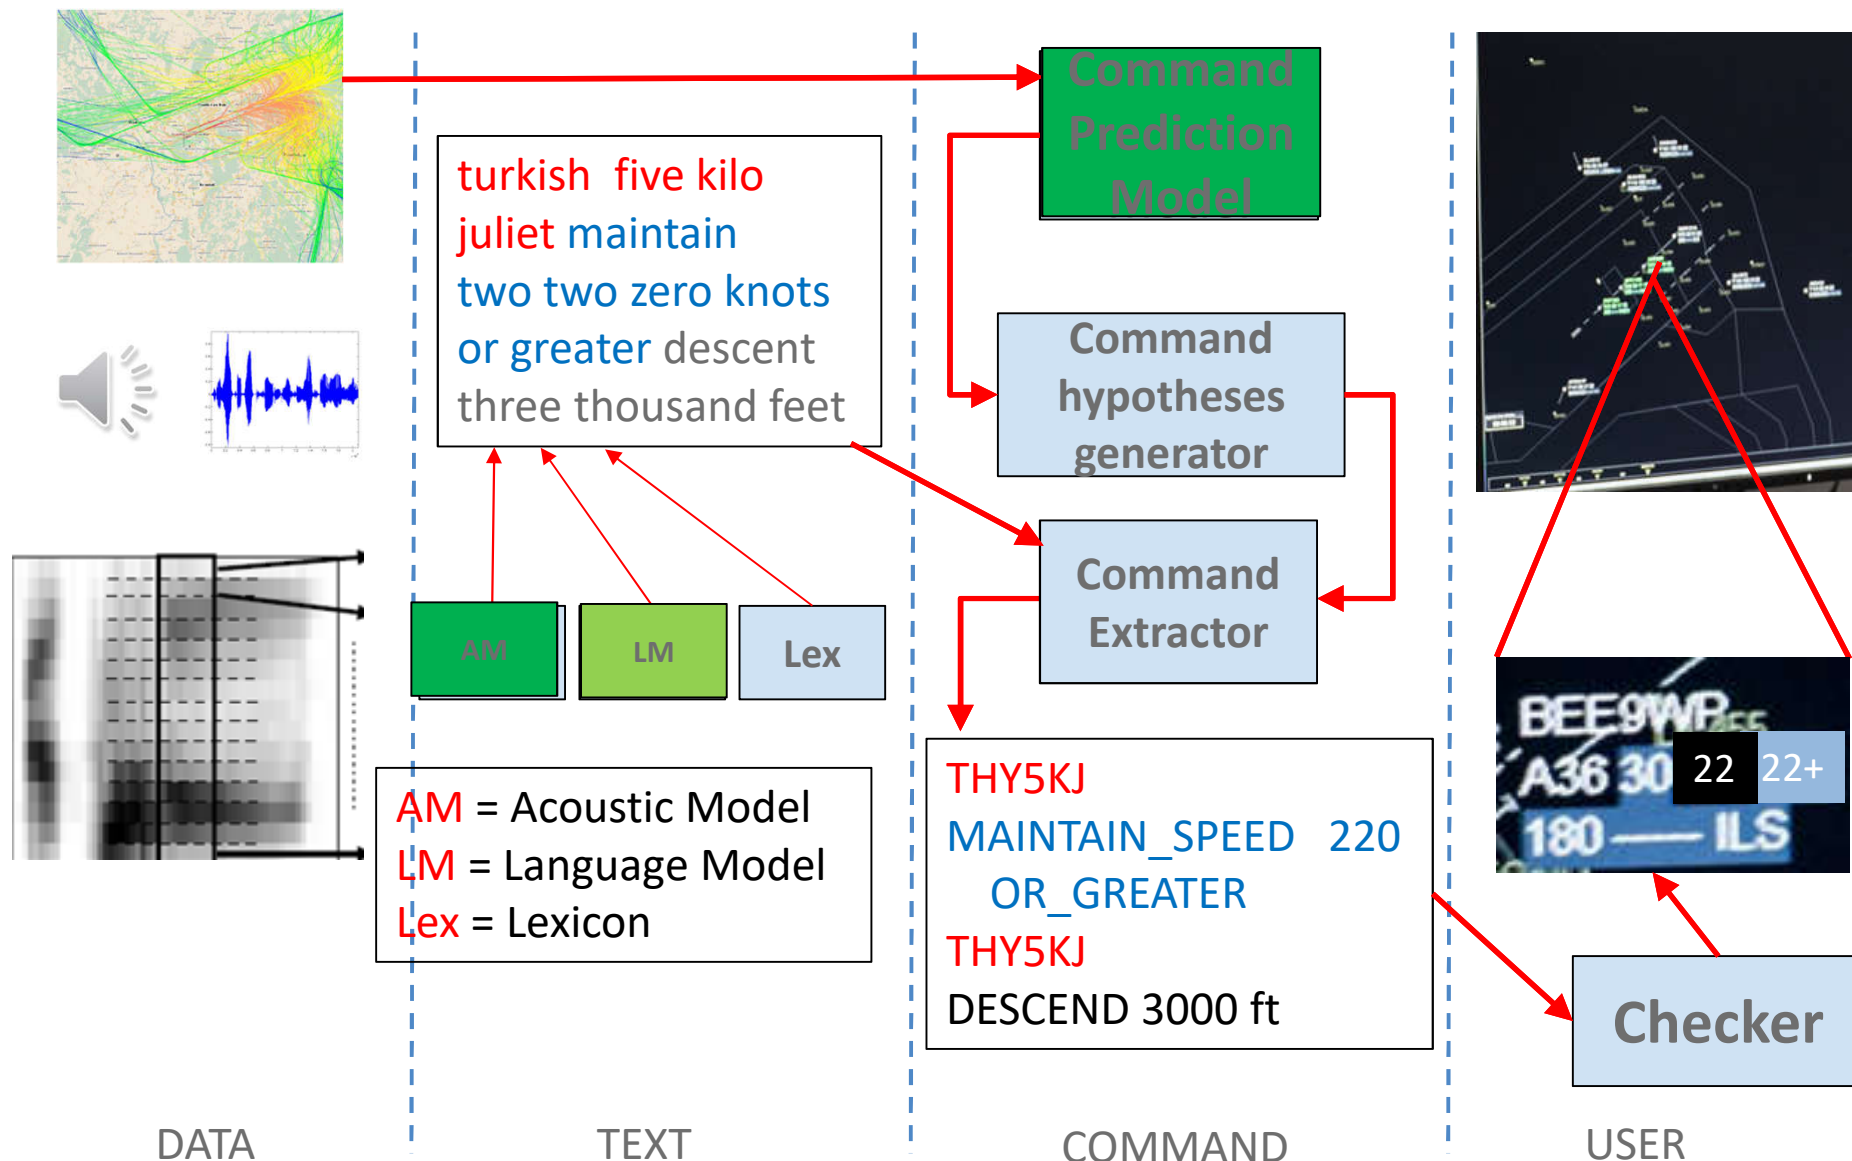 Command
Prediction
Model
turkish five kilo
juliet maintain
two two zero knots
or greater descent
three thousand feet
Command
hypotheses
generator
Command
Extractor
AM
LM
Lex
AM = Acoustic Model
LM = Language Model
Lex = Lexicon
THY5KJ
MAINTAIN_SPEED 220
OR_GREATER
THY5KJ
DESCEND 3000 ft
BEE9WP
A36 30 22 22+
180 ILS
Checker
DATA
TEXT
COMMAND
USER